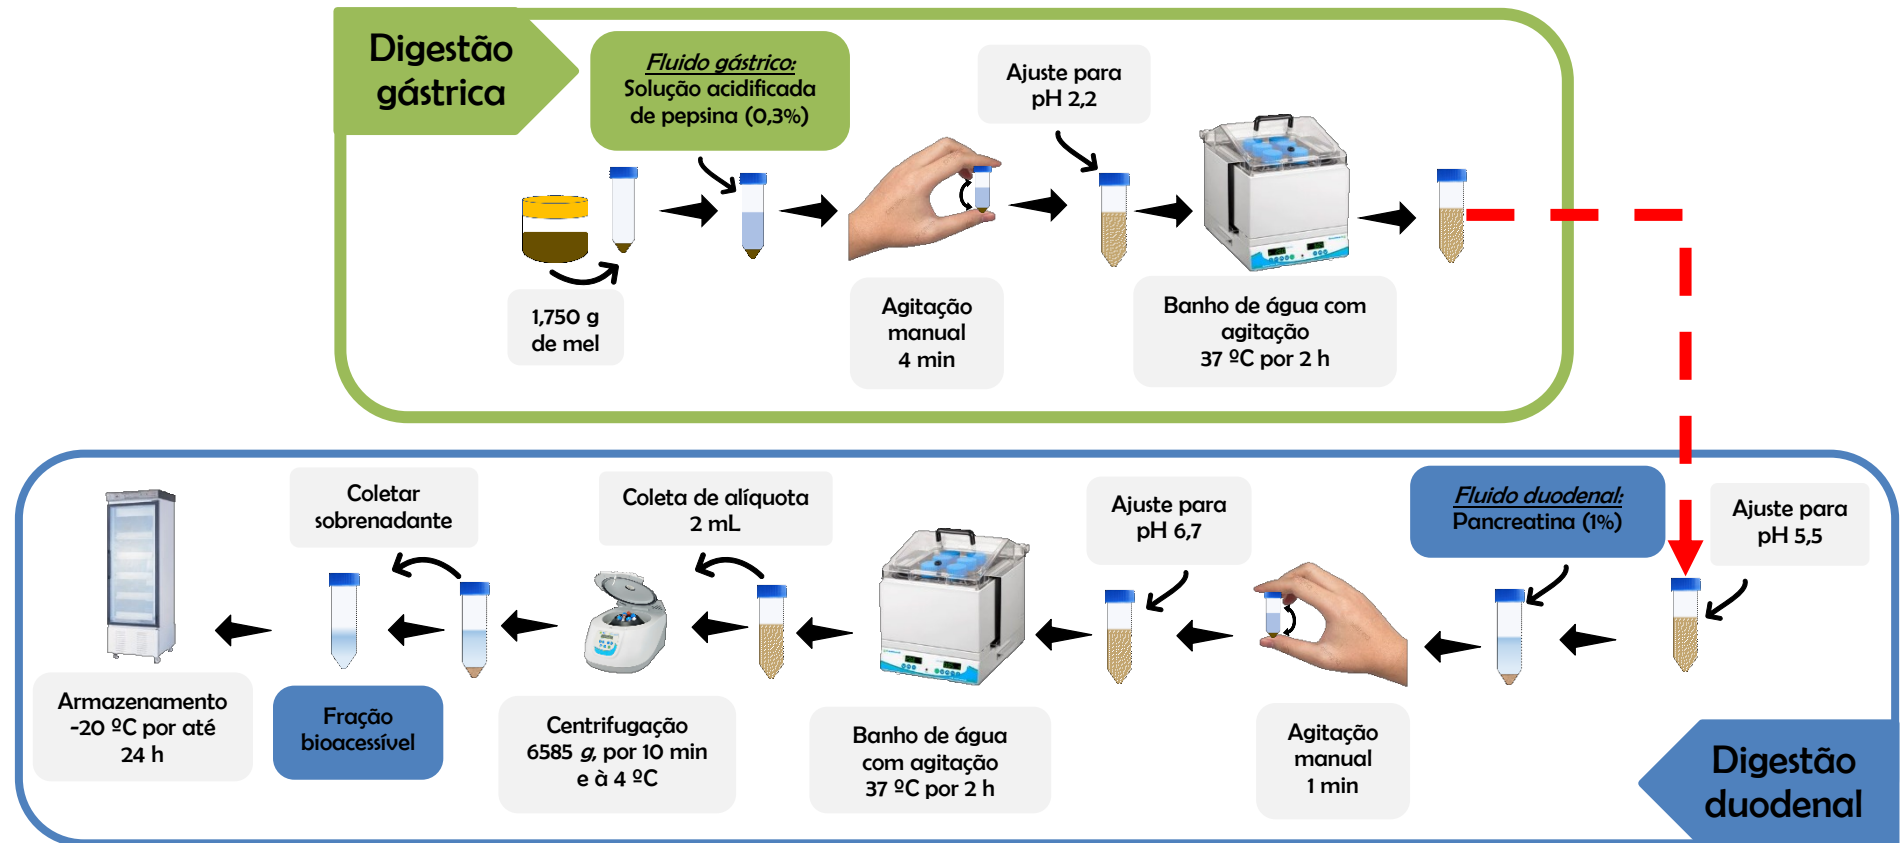 Digestão
gástrica
Fluido gástrico:
Solução acidificada
de pepsina (0,3%)
Ajuste para
pH 2,2
1,750 g
de mel
Agitação
manual
4 min
Banho de água com
agitação
37 ºC por 2 h
Digestão
duodenal
Ajuste para
pH 5,5
Fluido duodenal:
Pancreatina (1%)
Agitação
manual
1 min
Ajuste para
pH 6,7
Banho de água
com agitação
37 ºC por 2 h
Coleta de alíquota
2 mL
Centrifugação
6585 g, por 10 min
e à 4 ºC
Coletar
sobrenadante
Fração
bioacessível
Armazenamento
-20 ºC por até
24 h